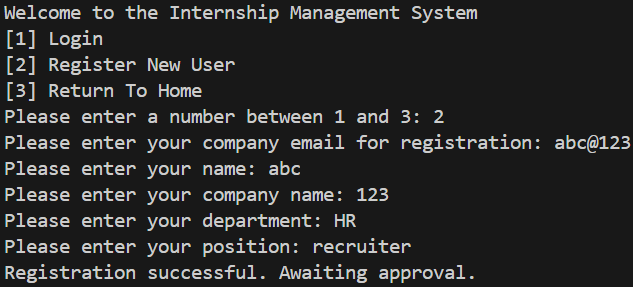 Welcome to the Internship Management System
[1] Login
[2] Register New User
[3] Return To Home
Please enter a number between 1 and 3: 2
Please enter your company email for registration: abc@123
Please enter your name: abc
Please enter your company name: 123
Please enter your department: HR
Please enter your position: recruiter
Registration successful. Awaiting approval.